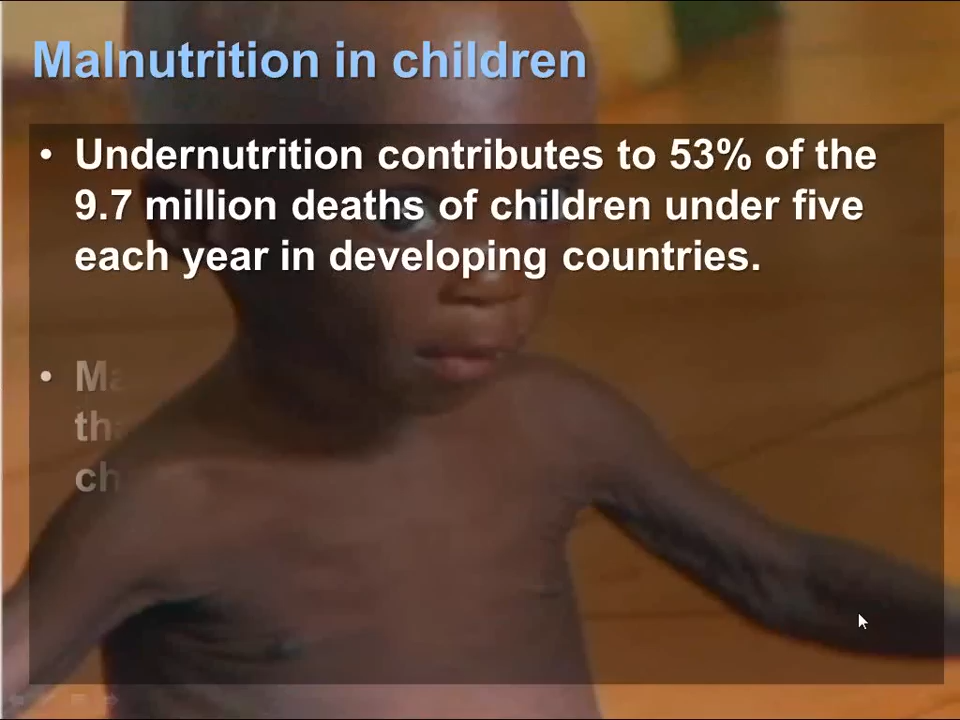 Malnutrition in children
• Undernutrition contributes to 53% of the
9.7 million deaths of children under five
each year in developing countries.